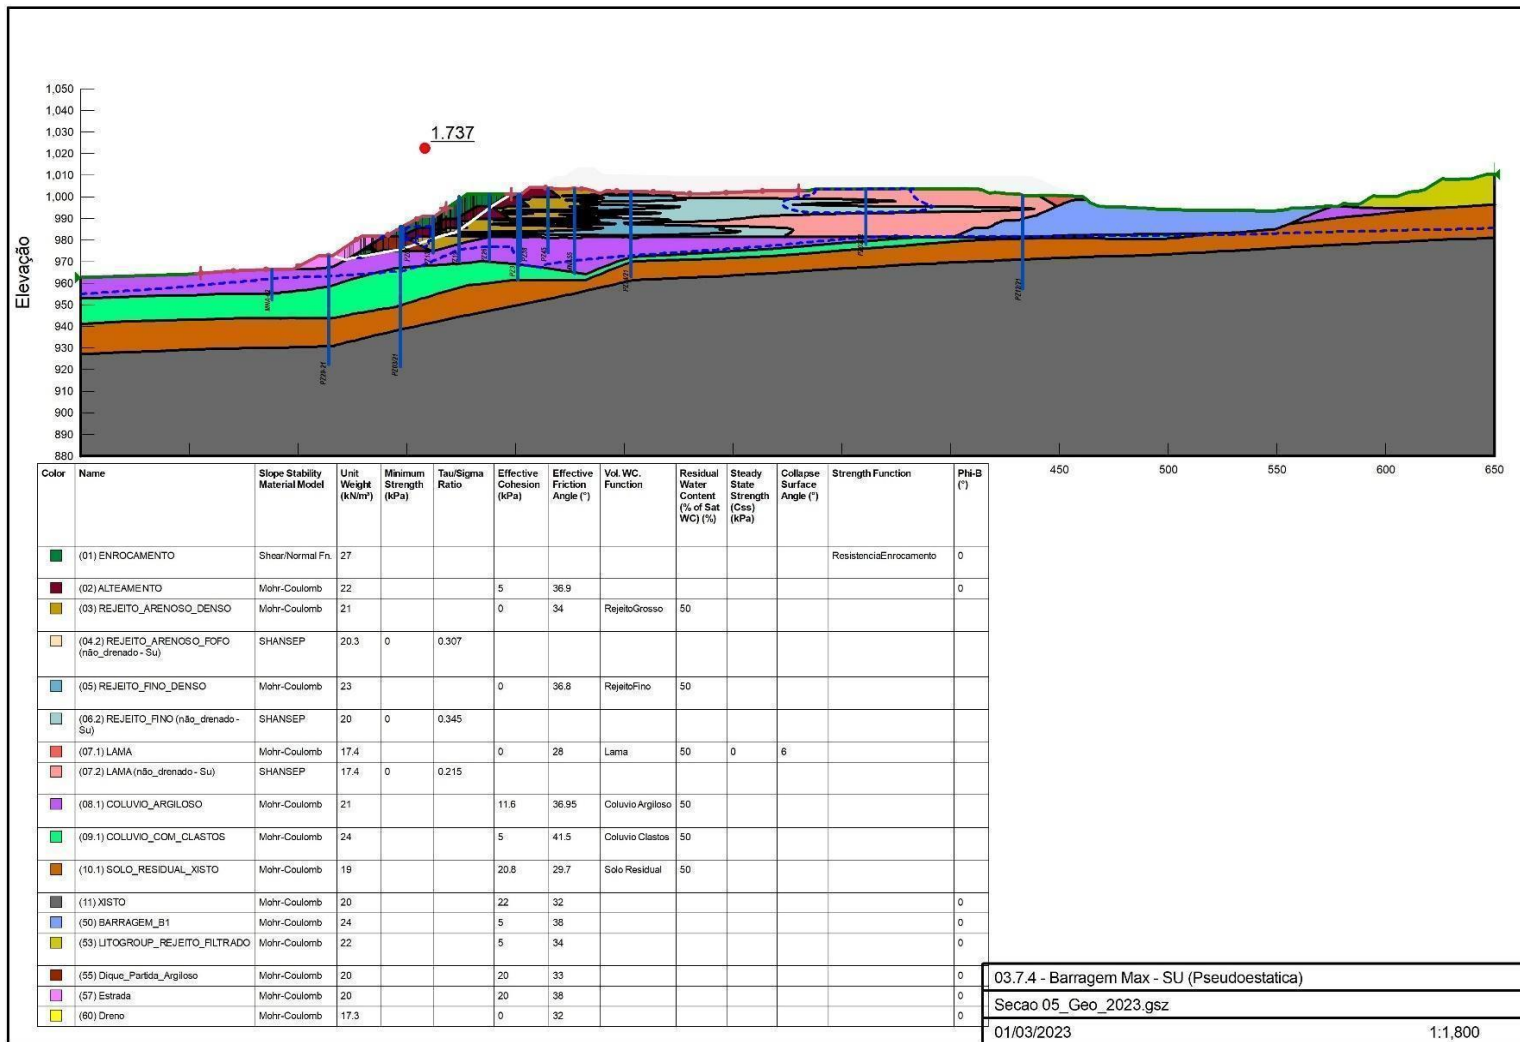 1,050
1,040
1,030
1,020
1,010
1,000
990
980
970
960
950
940
930
920
910
900
890
880
Elevação
1.737
450 500 550 600 650
Color Name Slope Stability Material Model Unit Weight (kN/m³) Minimum Strength (kPa) Tau/Sigma Ratio Effective Cohesion (kPa) Effective Friction Angle (°) Vol. WC. Function Residual Water Content (% of Sat WC) (%) Steady State Strength (Css) (kPa) Collapse Surface Angle (°) Strength Function Phi-B (°)
(01) ENROCAMENTO Shear/Normal Fn. 27 ResistenciaEnrocamento 0
(02) ALTEAMENTO Mohr-Coulomb 22 5 36.9 0
(03) REJEITO_ARENOSO_DENSO Mohr-Coulomb 21 0 34 RejeitoGrosso 50
(04.2) REJEITO_ARENOSO_FOFO (não_drenado - Su) SHANSEP 20.3 0 0.307
(05) REJEITO_FINO_DENSO Mohr-Coulomb 23 0 36.8 RejeitoFino 50
(06.2) REJEITO_FINO (não_drenado - Su) SHANSEP 20 0 0.345
(07.1) LAMA Mohr-Coulomb 17.4 0 28 Lama 50 0 6
(07.2) LAMA (não_drenado - Su) SHANSEP 17.4 0 0.215
(08.1) COLUVIO_ARGILOSO Mohr-Coulomb 21 11.6 36.95 Coluvio Argiloso 50
(09.1) COLUVIO_COM_CLASTOS Mohr-Coulomb 24 5 41.5 Coluvio Clastos 50
(10.1) SOLO_RESIDUAL_XISTO Mohr-Coulomb 19 20.8 29.7 Solo Residual 50
(11) XISTO Mohr-Coulomb 20 22 32 0
(50) BARRAGEM_B1 Mohr-Coulomb 24 5 38 0
(53) LITOGROUP_REJEITO_FILTRADO Mohr-Coulomb 22 5 34 0
(55) Dique_Partida_Argiloso Mohr-Coulomb 20 20 33 0
(57) Estrada Mohr-Coulomb 20 20 38 0
(60) Dreno Mohr-Coulomb 17.3 0 32 0
03.7.4 - Barragem Max - SU (Pseudoestatica)
Secao 05_Geo_2023.gsz
01/03/2023 1:1,800